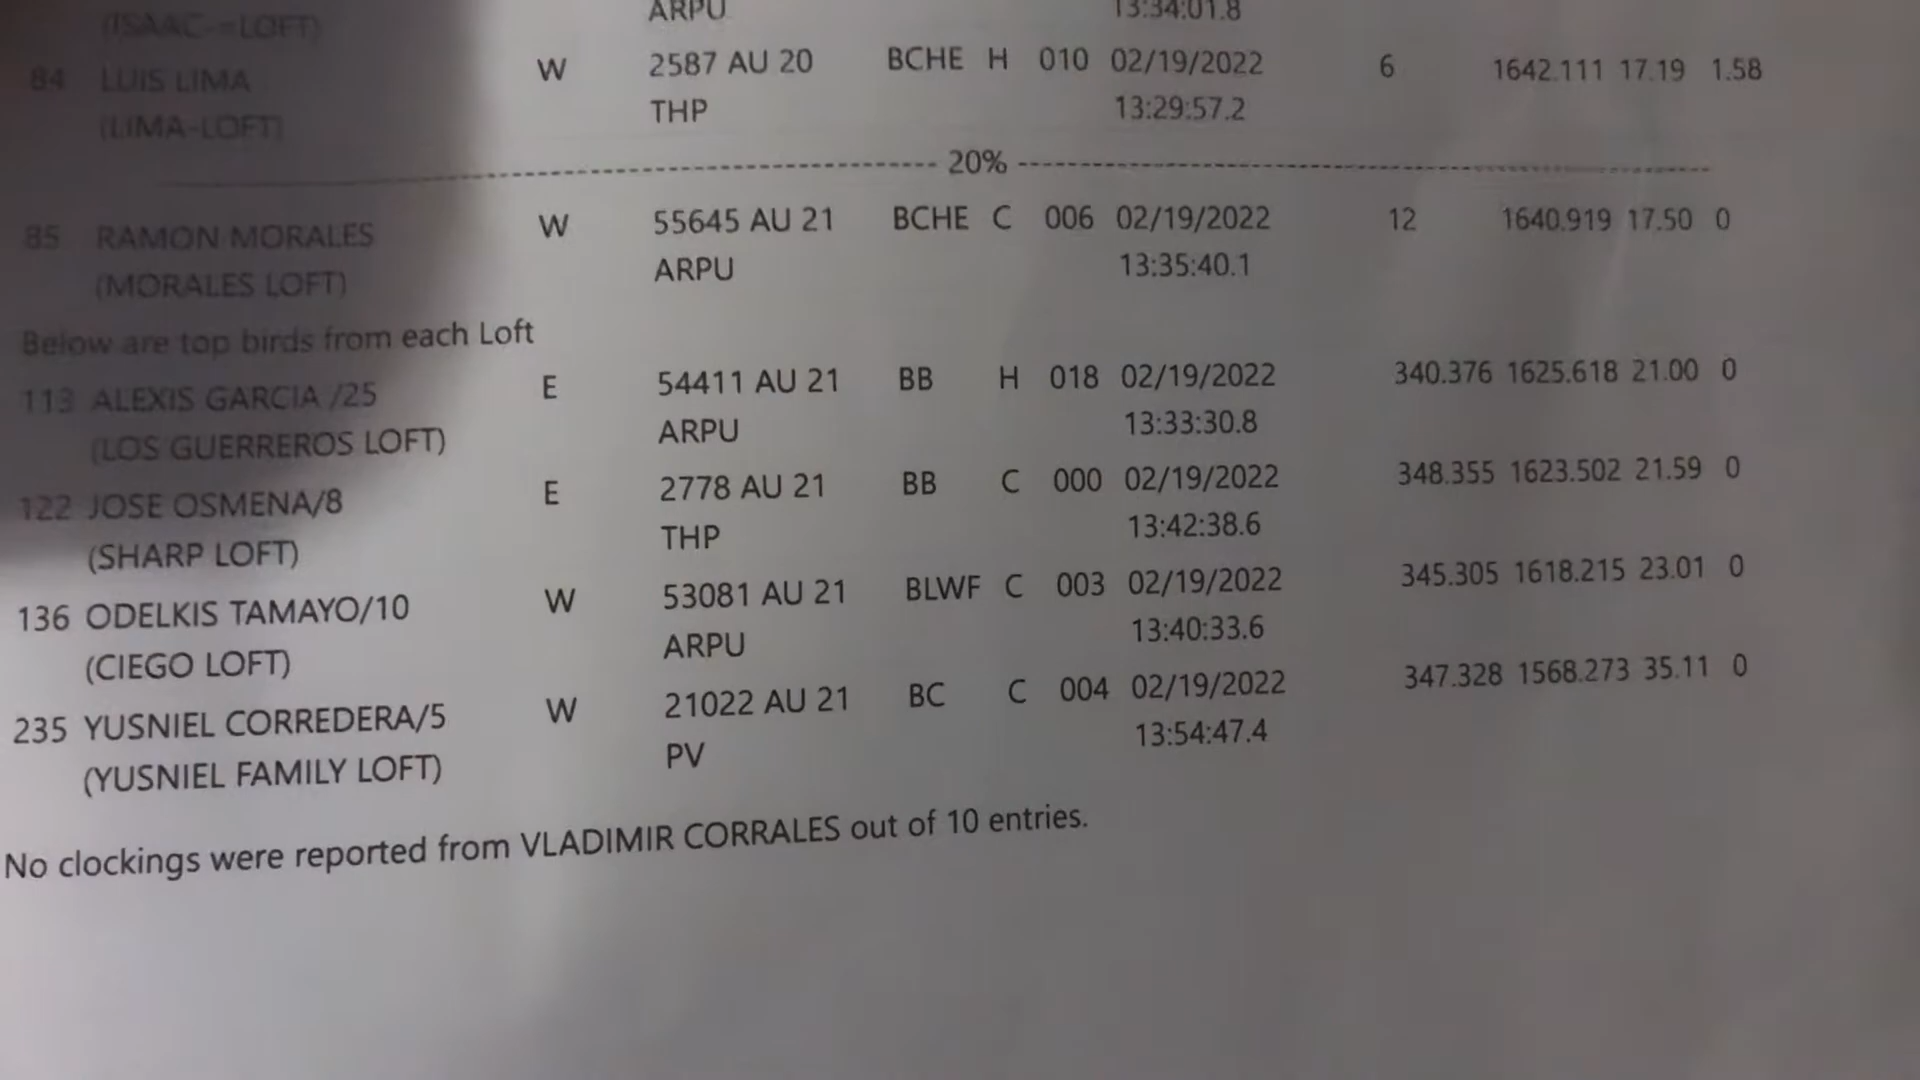 (ISAAC-=LOFT) ARPU 13:34:01.8
84 LUIS LIMA W 2587 AU 20 BCHE H 010 02/19/2022 6 1642.111 17.19 1.58
(LIMA-LOFT) THP 13:29:57.2
20%
85 RAMON MORALES W 55645 AU 21 BCHE C 006 02/19/2022 12 1640.919 17.50 0
(MORALES LOFT) ARPU 13:35:40.1
Below are top birds from each Loft
113 ALEXIS GARCIA /25 E 54411 AU 21 BB H 018 02/19/2022 340.376 1625.618 21.00 0
(LOS GUERREROS LOFT) ARPU 13:33:30.8
122 JOSE OSMENA/8 E 2778 AU 21 BB C 000 02/19/2022 348.355 1623.502 21.59 0
(SHARP LOFT) THP 13:42:38.6
136 ODELKIS TAMAYO/10 W 53081 AU 21 BLWF C 003 02/19/2022 345.305 1618.215 23.01 0
(CIEGO LOFT) ARPU 13:40:33.6
235 YUSNIEL CORREDERA/5 W 21022 AU 21 BC C 004 02/19/2022 347.328 1568.273 35.11 0
(YUSNIEL FAMILY LOFT) PV 13:54:47.4
No clockings were reported from VLADIMIR CORRALES out of 10 entries.